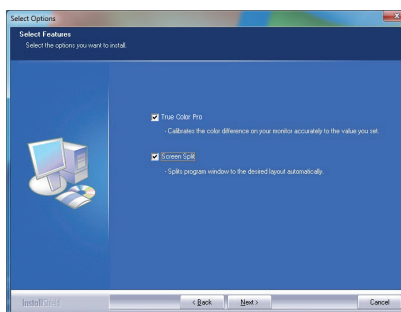 Select Options
Select Features
Select the options you want to install.
True Color Pro
- Calibrates the color difference on your monitor accurately to the value you set.
Screen Split
- Splits program window to the desired layout automatically.
InstallShield
< Back
Next >
Cancel